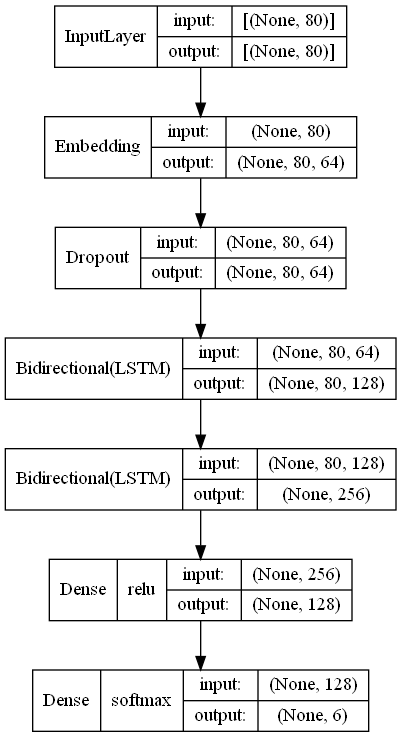 InputLayer input: [(None, 80)]
output: [(None, 80)]
Embedding input: (None, 80)
output: (None, 80, 64)
Dropout input: (None, 80, 64)
output: (None, 80, 64)
Bidirectional(LSTM) input: (None, 80, 64)
output: (None, 80, 128)
Bidirectional(LSTM) input: (None, 80, 128)
output: (None, 256)
Dense relu input: (None, 256)
output: (None, 128)
Dense softmax input: (None, 128)
output: (None, 6)